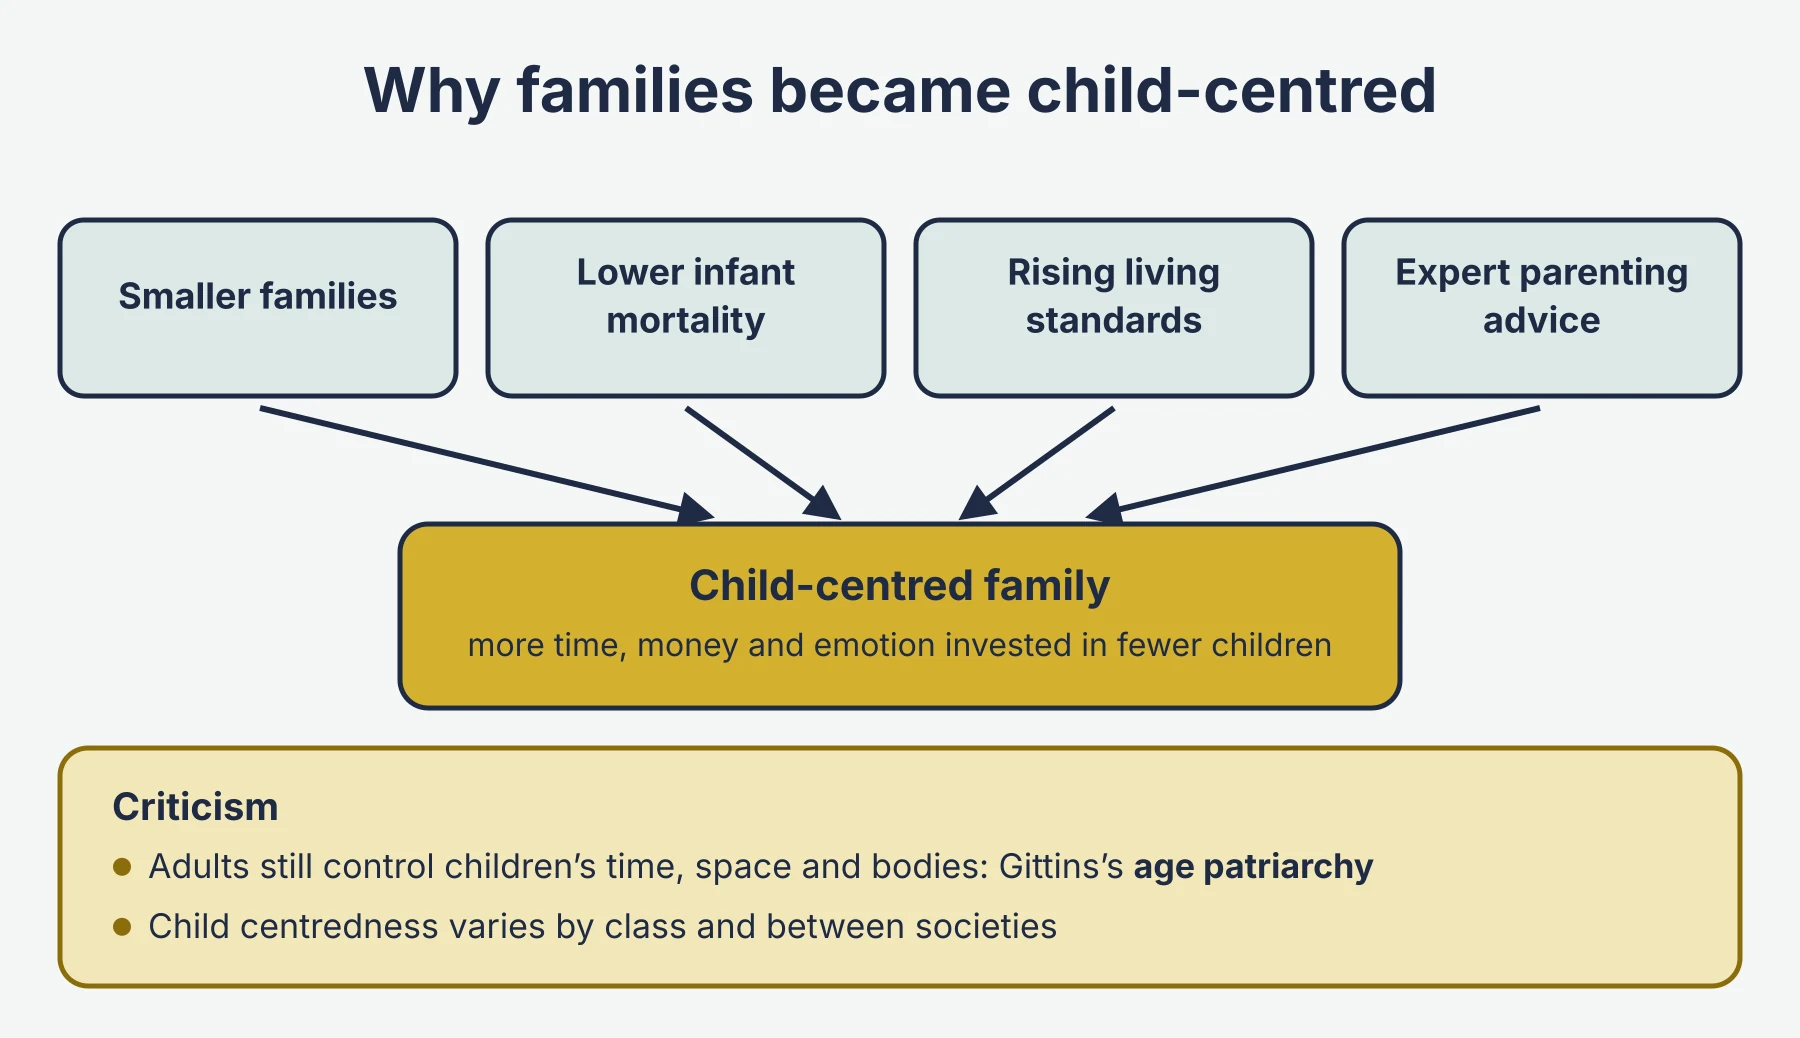 Why families became child-centred
Smaller families
Lower infant
mortality
Rising living
standards
Expert parenting
advice
Child-centred family
more time, money and emotion invested in fewer children
Criticism
Adults still control children’s time, space and bodies: Gittins’s age patriarchy
Child centredness varies by class and between societies